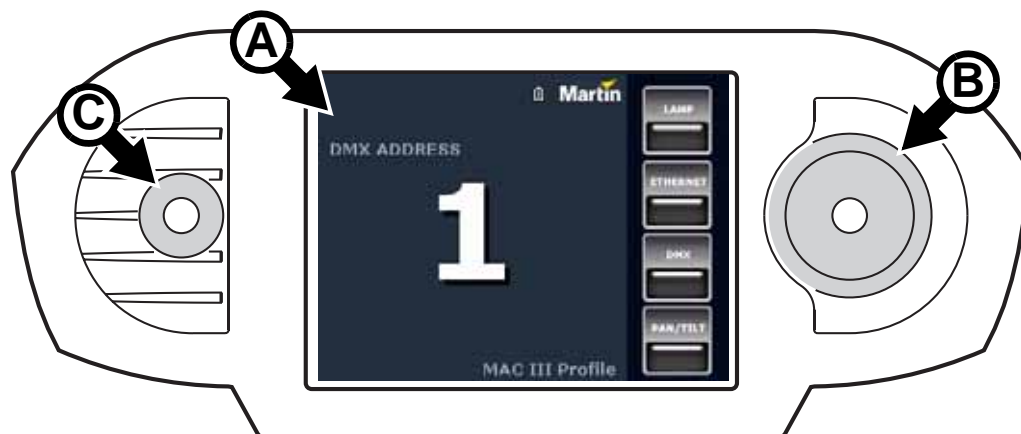 A
B
C
Martin
LAMP
DMX ADDRESS
ETHERNET
1
DMX
PAN/TILT
MAC III Profile